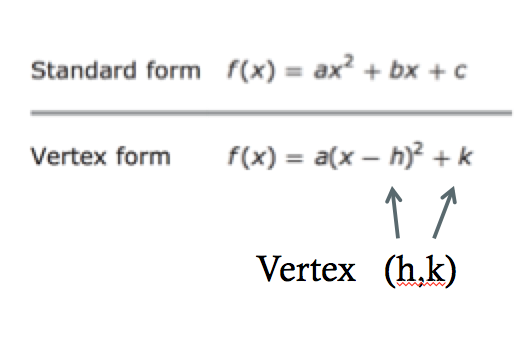 Standard form f(x) = ax² + bx + c
Vertex form f(x) = a(x – h)² + k
Vertex (h,k)